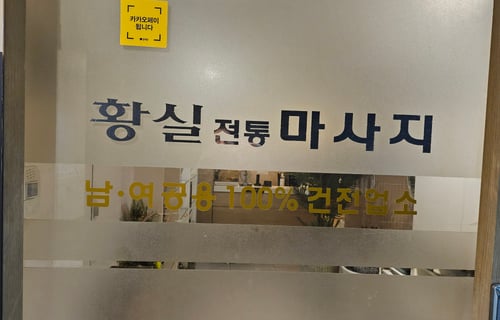 카카오페이
됩니다
황실 전통 마사지
남·여 공용 100% 건전업소